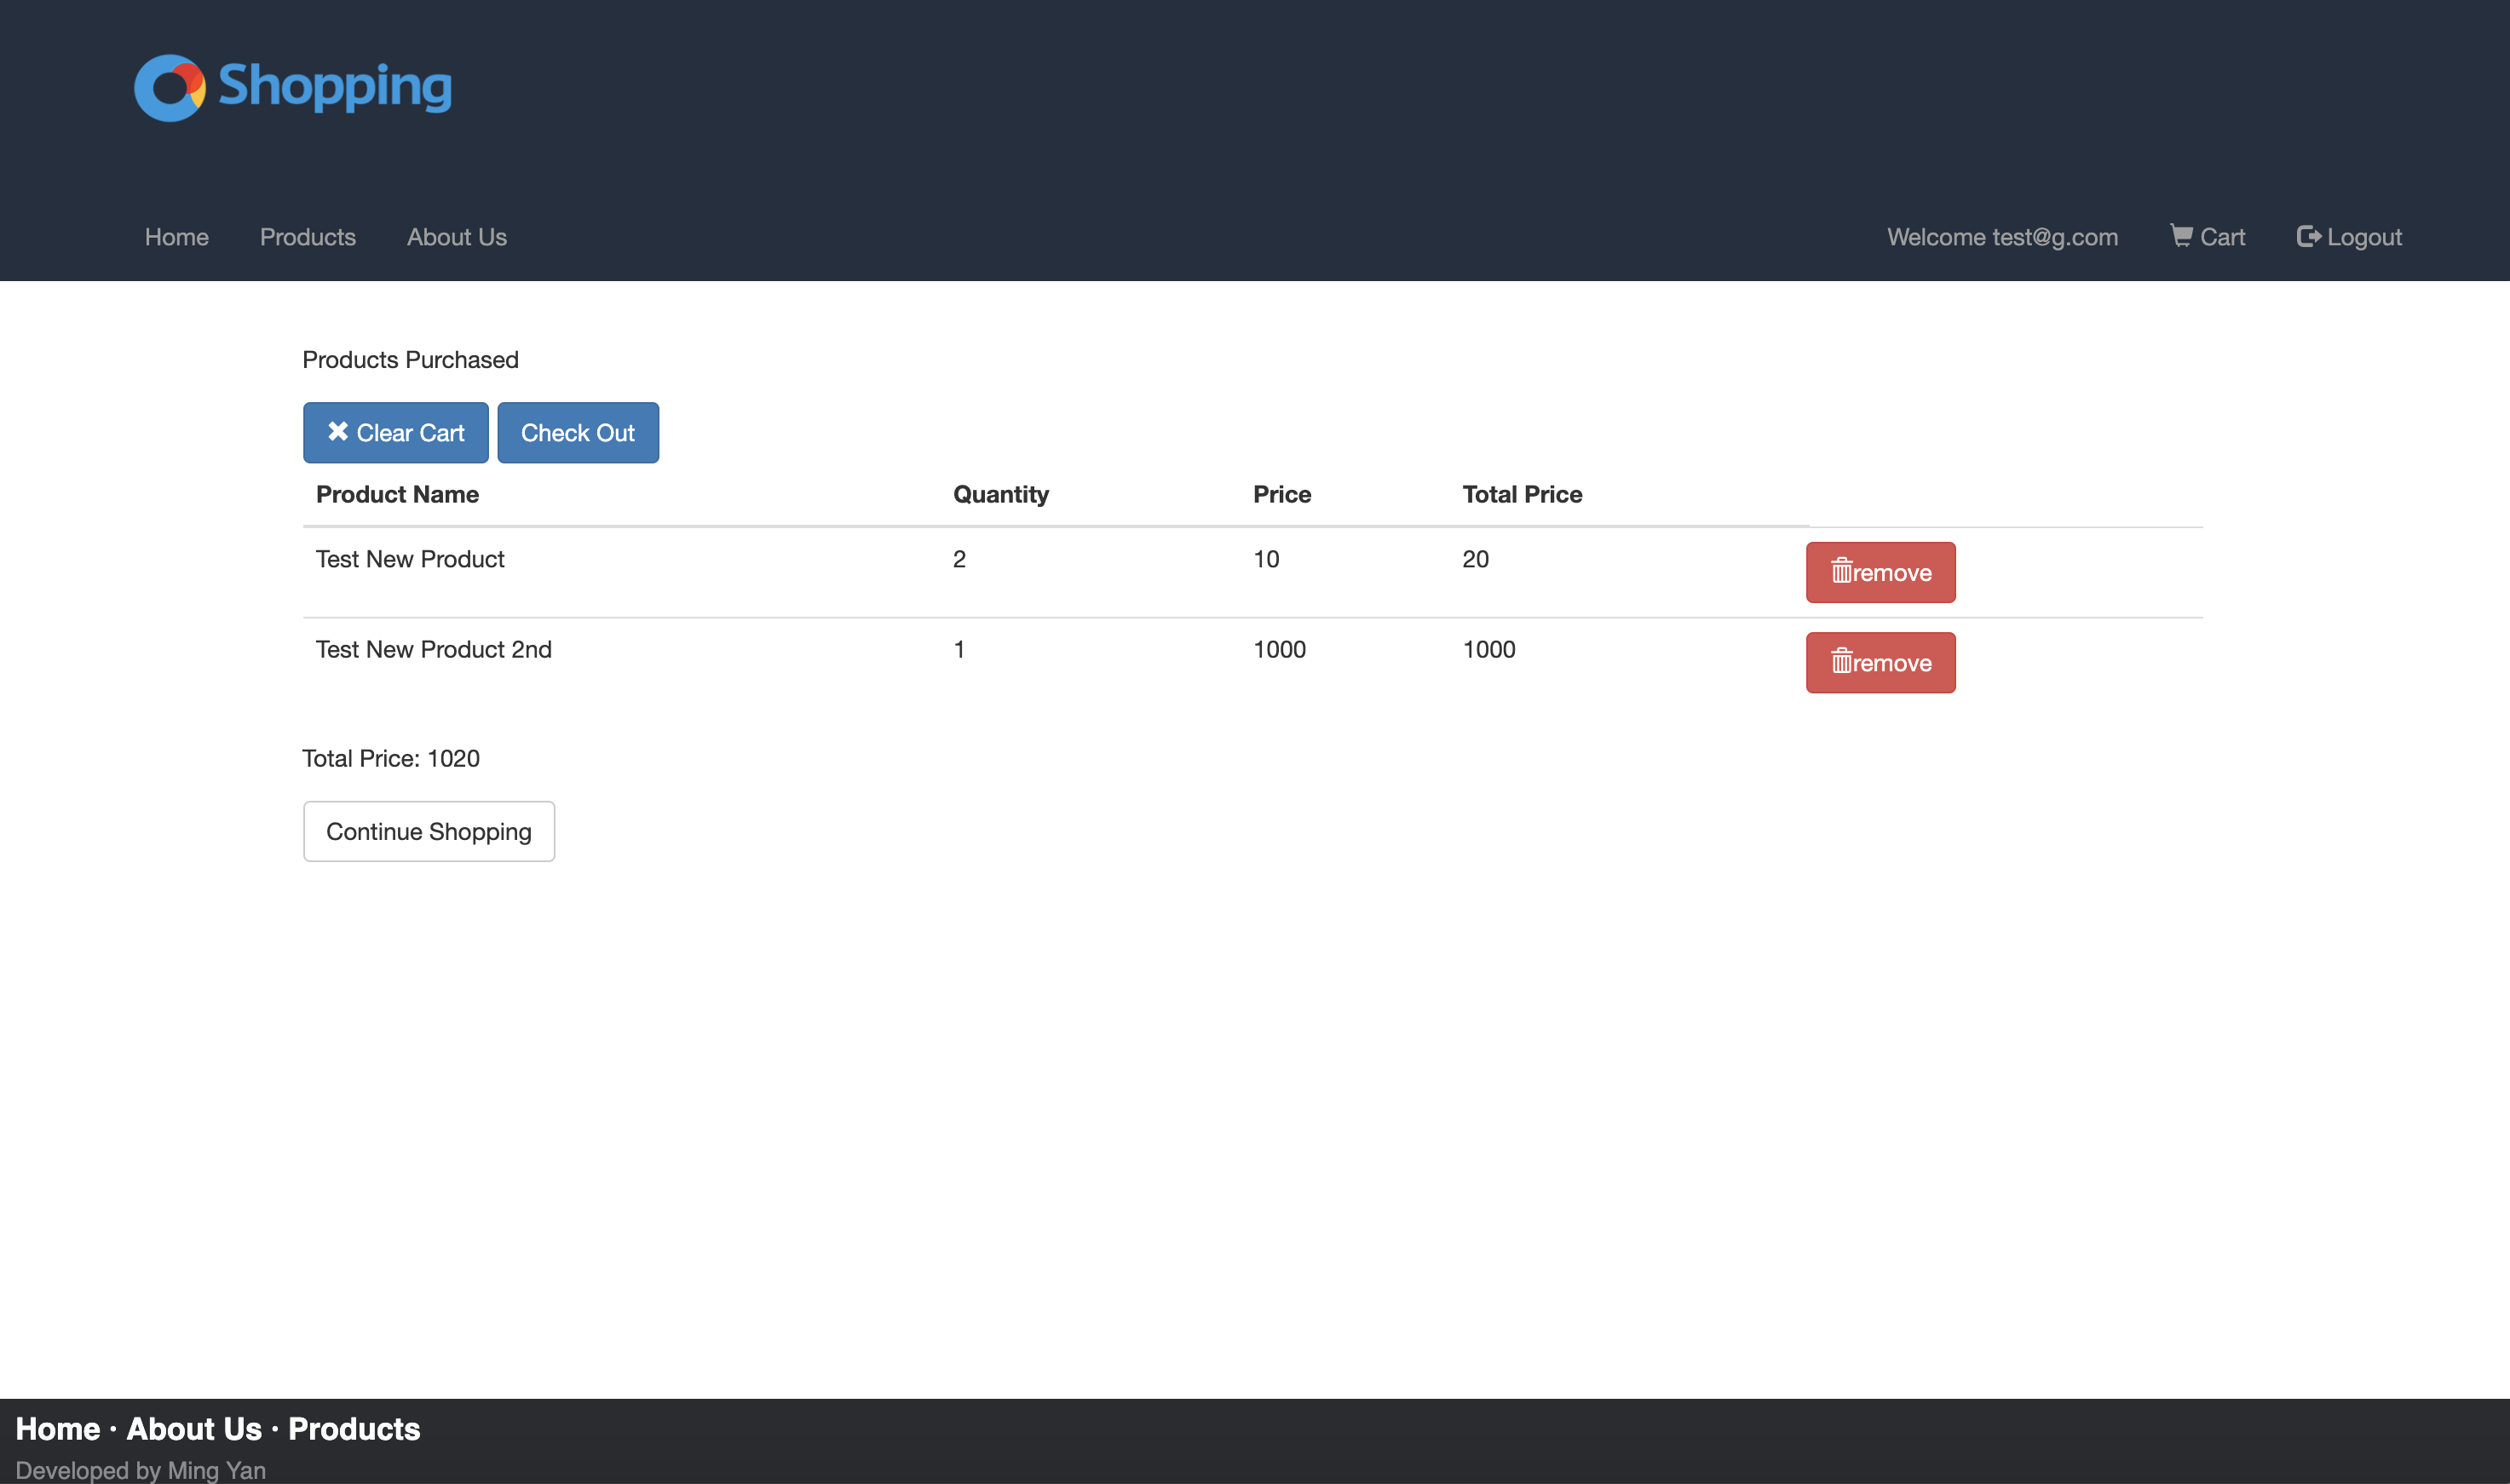 Shopping
Home Products About Us Welcome test@g.com Cart Logout
Products Purchased
Clear Cart Check Out
Product Name Quantity Price Total Price
Test New Product 2 10 20 remove
Test New Product 2nd 1 1000 1000 remove
Total Price: 1020
Continue Shopping
Home · About Us · Products
Developed by Ming Yan